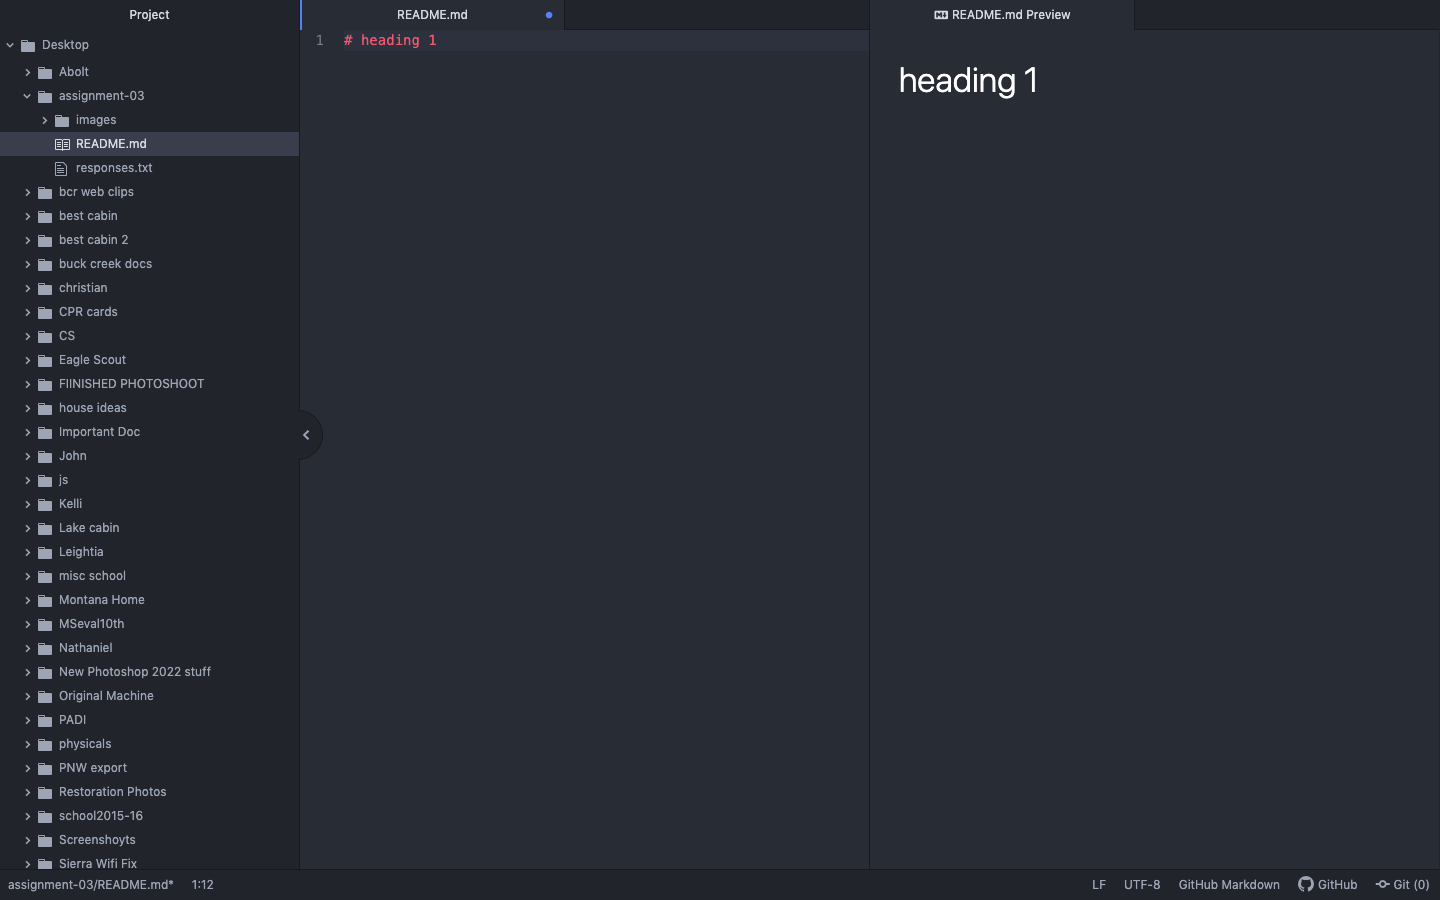 Project
Desktop
Abolt
assignment-03
images
README.md
responses.txt
bcr web clips
best cabin
best cabin 2
buck creek docs
christian
CPR cards
CS
Eagle Scout
FIINISHED PHOTOSHOOT
house ideas
Important Doc
John
js
Kelli
Lake cabin
Leightia
misc school
Montana Home
MSeval10th
Nathaniel
New Photoshop 2022 stuff
Original Machine
PADI
physicals
PNW export
Restoration Photos
school2015-16
Screenshoyts
Sierra Wifi Fix
README.md
1 # heading 1
README.md Preview
heading 1
assignment-03/README.md* 1:12 LF UTF-8 GitHub Markdown GitHub Git (0)